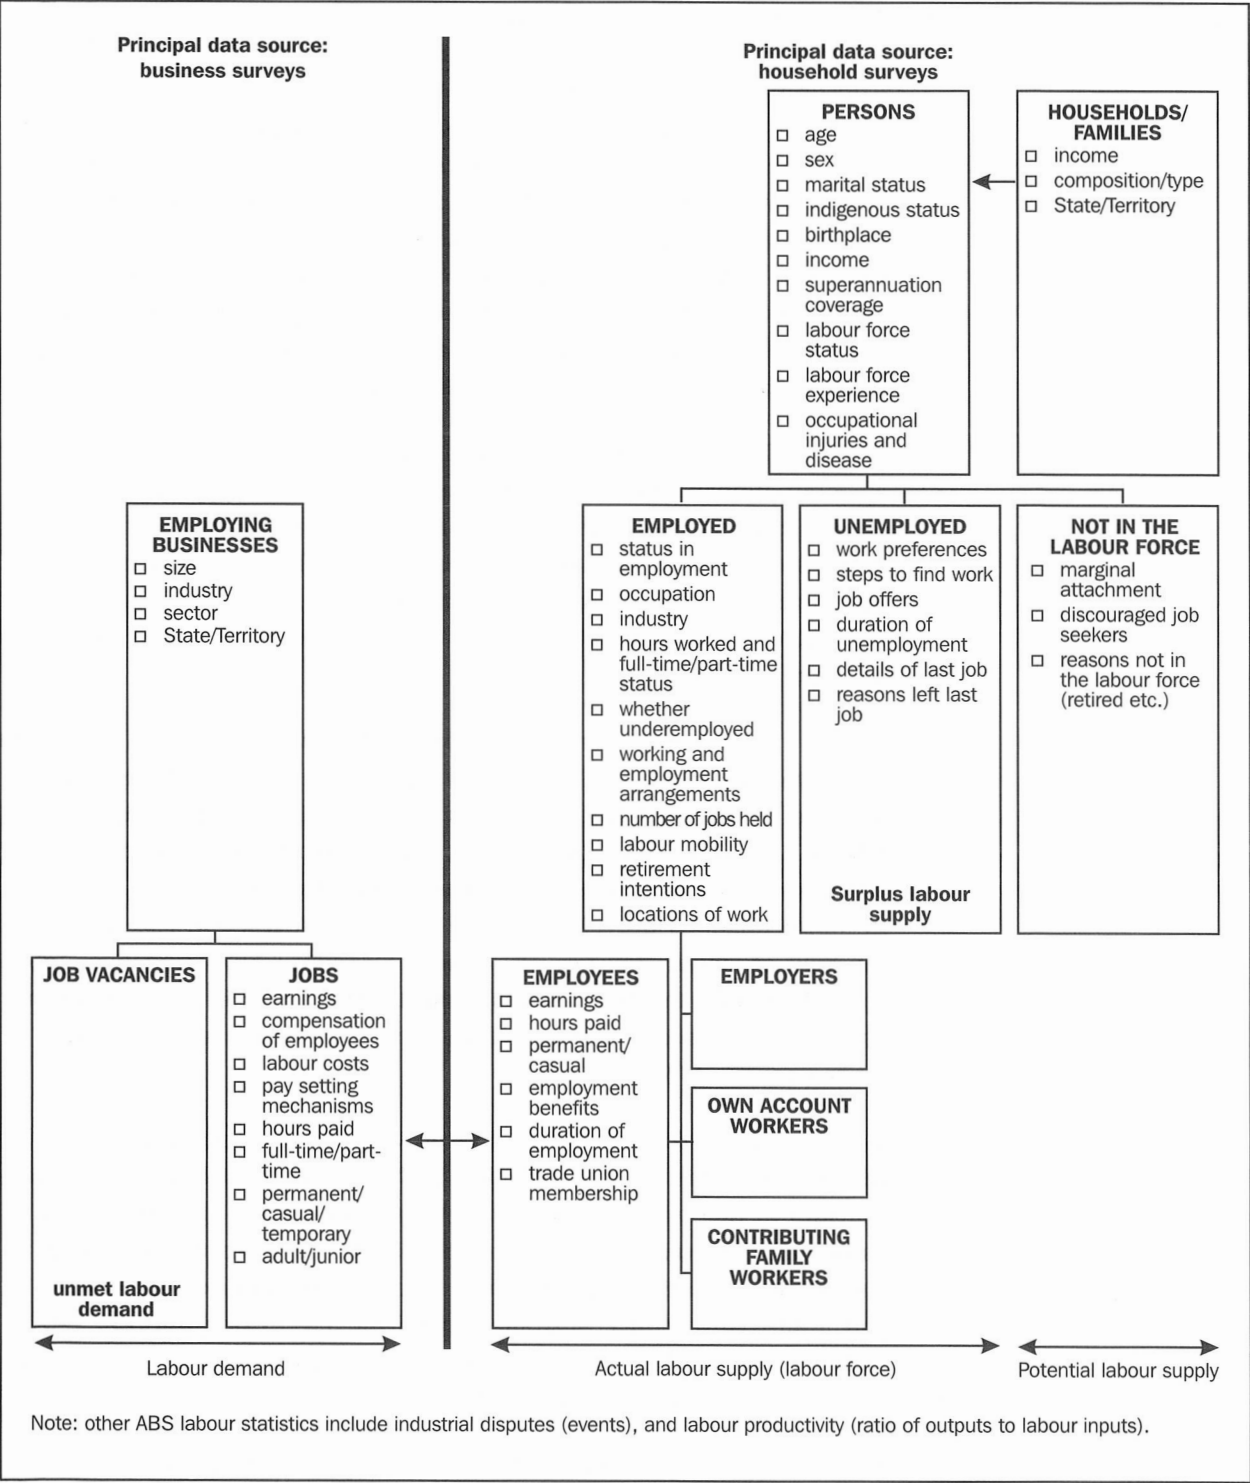 Principal data source:
business surveys
Principal data source:
household surveys
PERSONS
□ age
□ sex
□ marital status
□ indigenous status
□ birthplace
□ income
□ superannuation
coverage
□ labour force
status
□ labour force
experience
□ occupational
injuries and
disease
HOUSEHOLDS/
FAMILIES
□ income
□ composition/type
□ State/Territory
EMPLOYING
BUSINESSES
□ size
□ industry
□ sector
□ State/Territory
EMPLOYED
□ status in
employment
□ occupation
□ industry
□ hours worked and
full-time/part-time
status
□ whether
underemployed
□ working and
employment
arrangements
□ number of jobs held
□ labour mobility
□ retirement
intentions
□ locations of work
UNEMPLOYED
□ work preferences
□ steps to find work
□ job offers
□ duration of
unemployment
□ details of last job
□ reasons left last
job
Surplus labour
supply
NOT IN THE
LABOUR FORCE
□ marginal
attachment
□ discouraged job
seekers
□ reasons not in
the labour force
(retired etc.)
JOB VACANCIES
unmet labour
demand
JOBS
□ earnings
□ compensation
of employees
□ labour costs
□ pay setting
mechanisms
□ hours paid
□ full-time/part-
time
□ permanent/
casual/
temporary
□ adult/junior
EMPLOYEES
□ earnings
□ hours paid
□ permanent/
casual
□ employment
benefits
□ duration of
employment
□ trade union
membership
EMPLOYERS
OWN ACCOUNT
WORKERS
CONTRIBUTING
FAMILY
WORKERS
Labour demand
Actual labour supply (labour force)
Potential labour supply
Note: other ABS labour statistics include industrial disputes (events), and labour productivity (ratio of outputs to labour inputs).